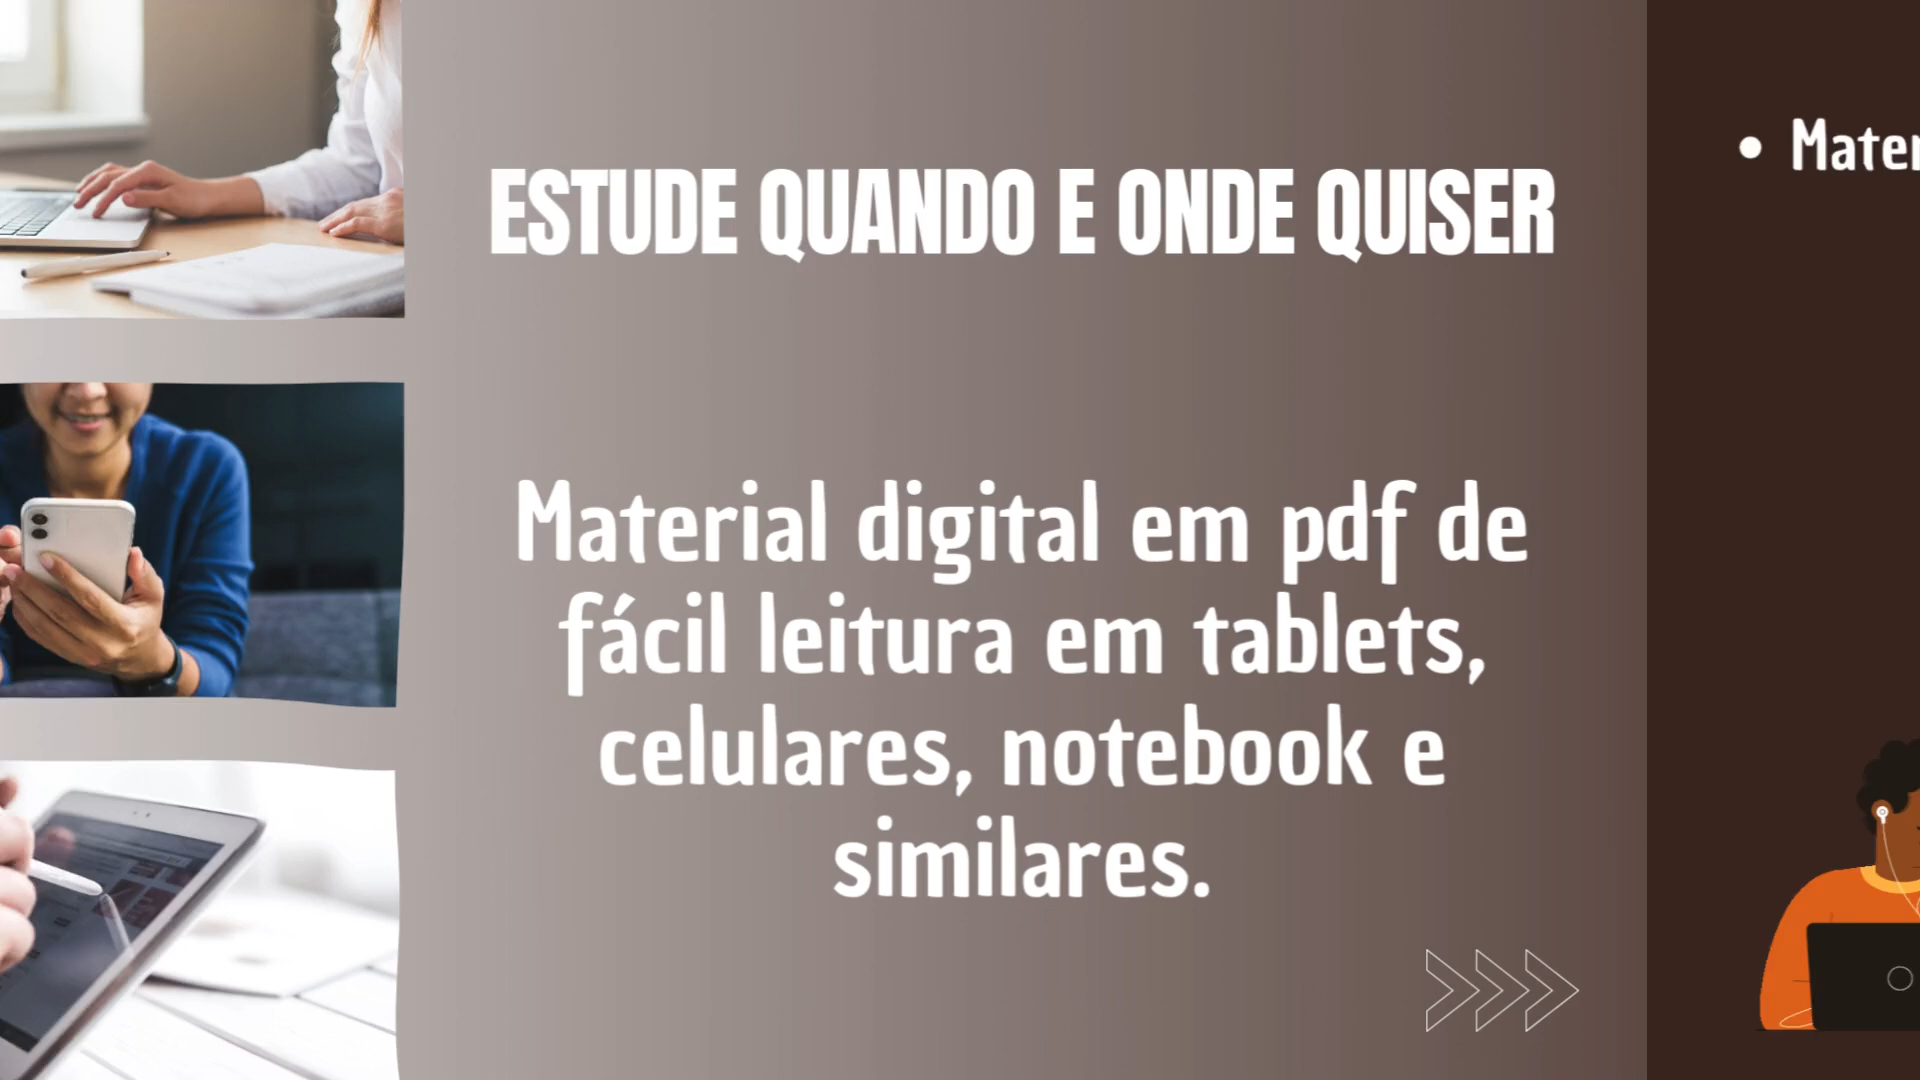 ESTUDE QUANDO E ONDE QUISER
Material digital em pdf de
fácil leitura em tablets,
celulares, notebook e
similares.